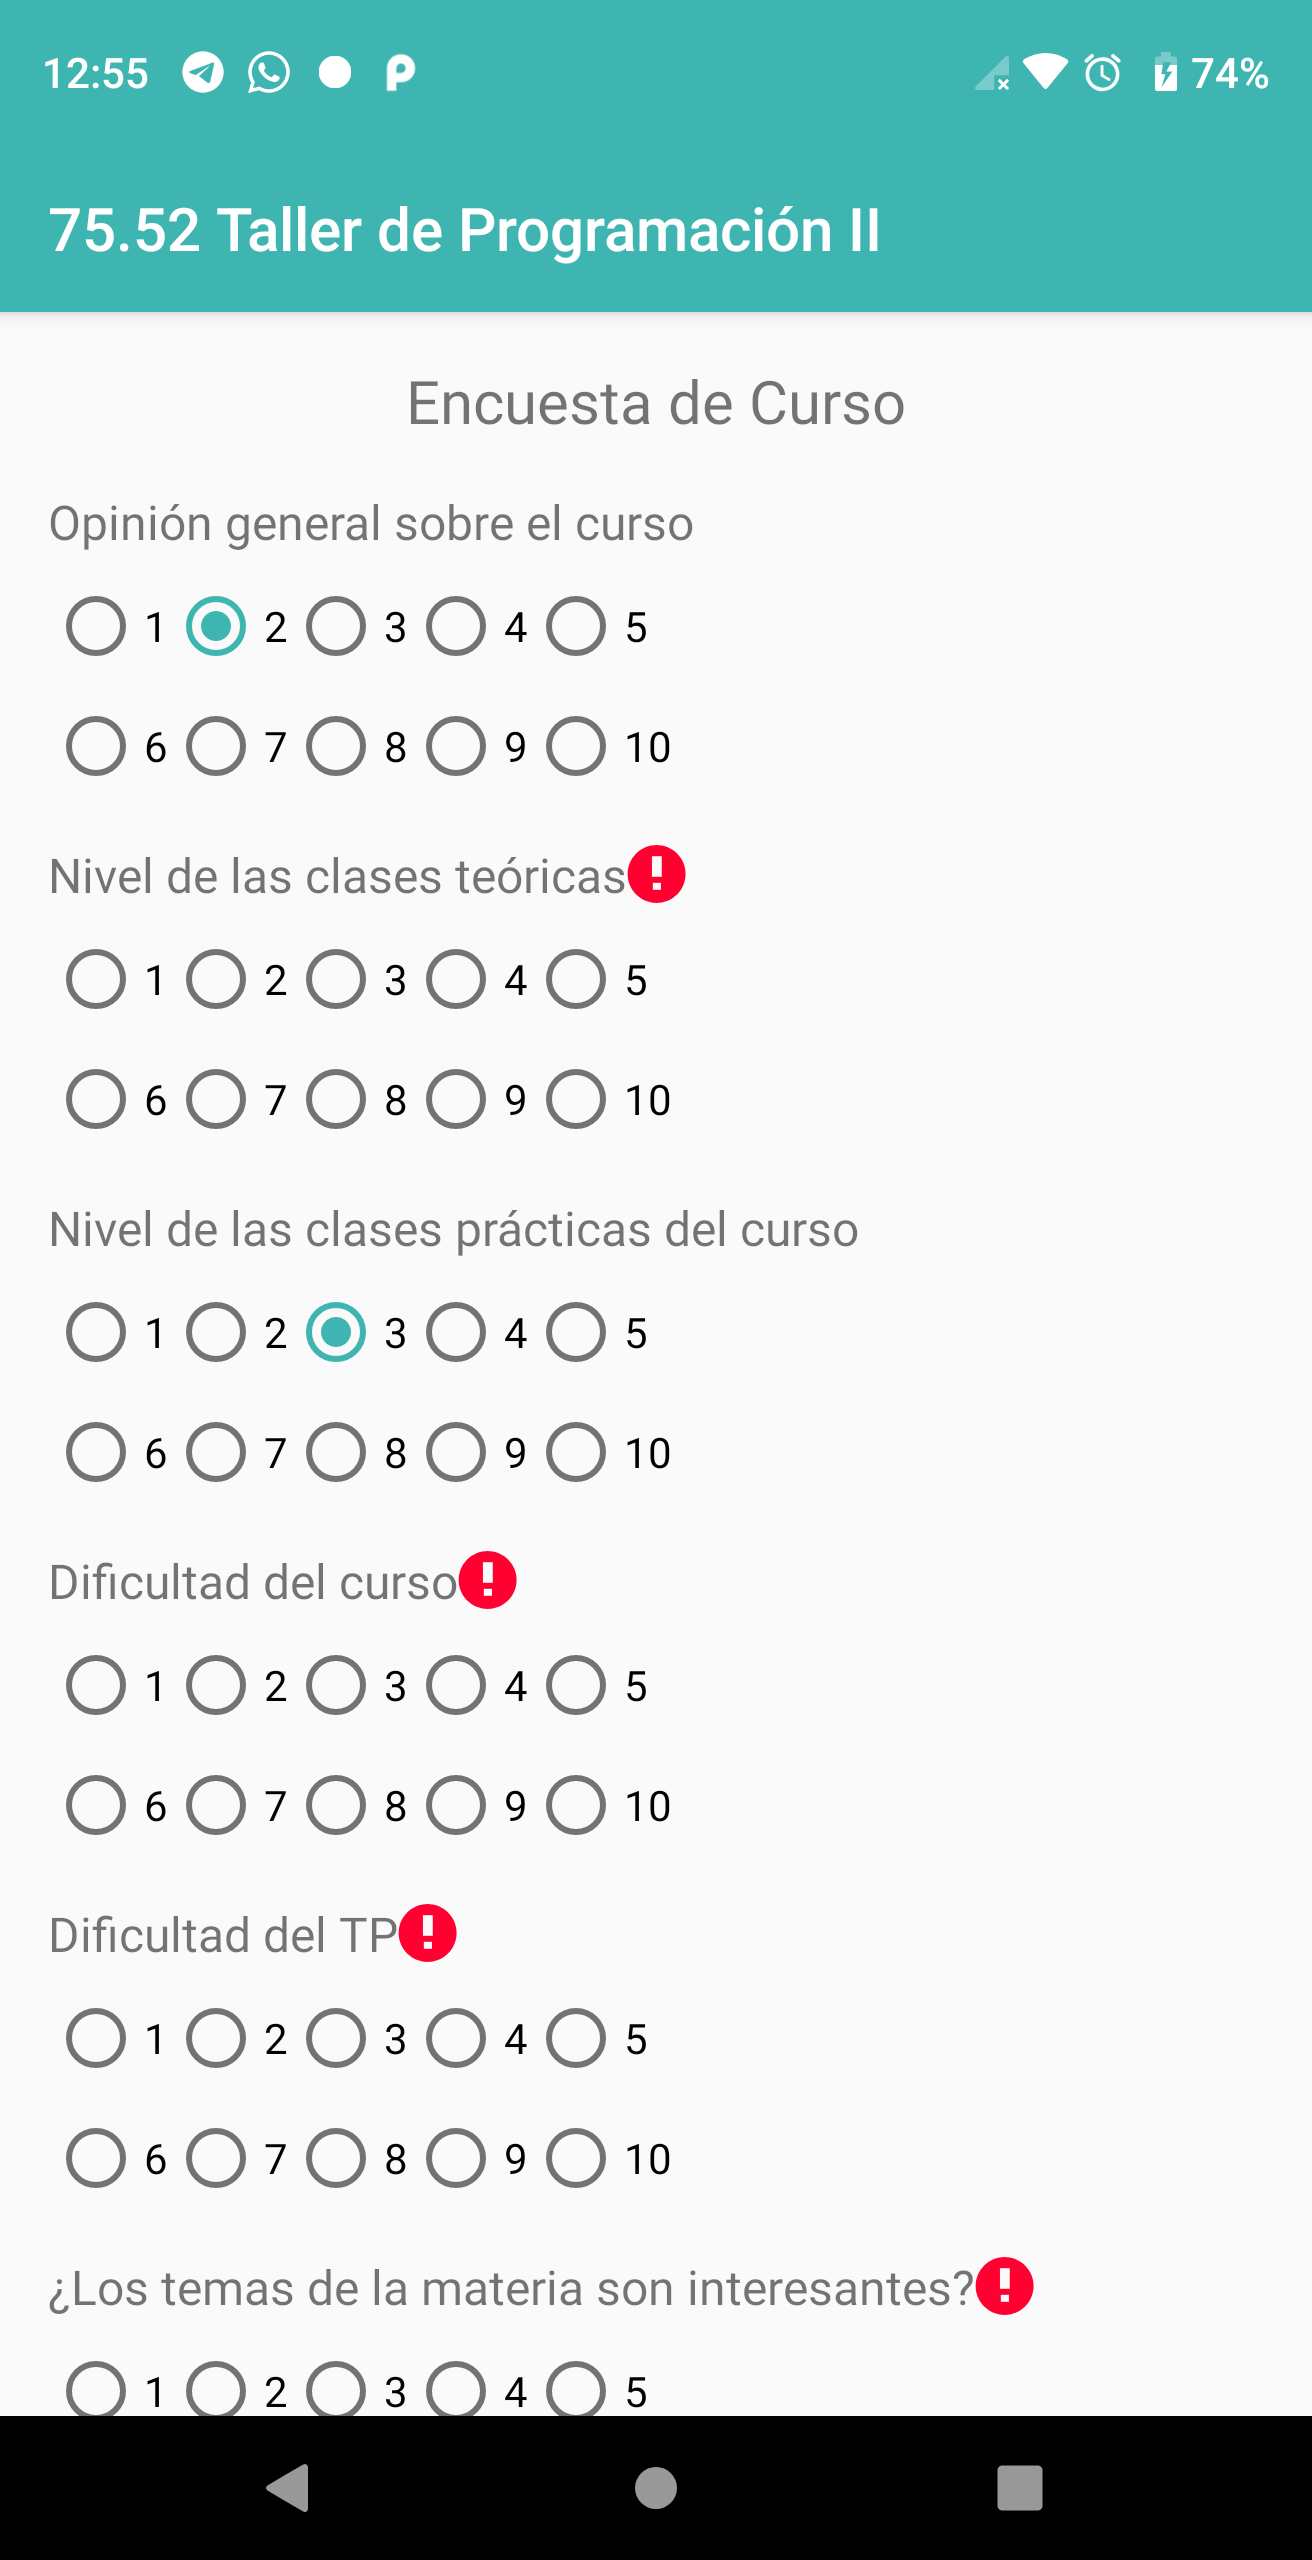 12:55 74%
75.52 Taller de Programación II
Encuesta de Curso
Opinión general sobre el curso
1 2 3 4 5
6 7 8 9 10
Nivel de las clases teóricas
1 2 3 4 5
6 7 8 9 10
Nivel de las clases prácticas del curso
1 2 3 4 5
6 7 8 9 10
Dificultad del curso
1 2 3 4 5
6 7 8 9 10
Dificultad del TP
1 2 3 4 5
6 7 8 9 10
¿Los temas de la materia son interesantes?
1 2 3 4 5